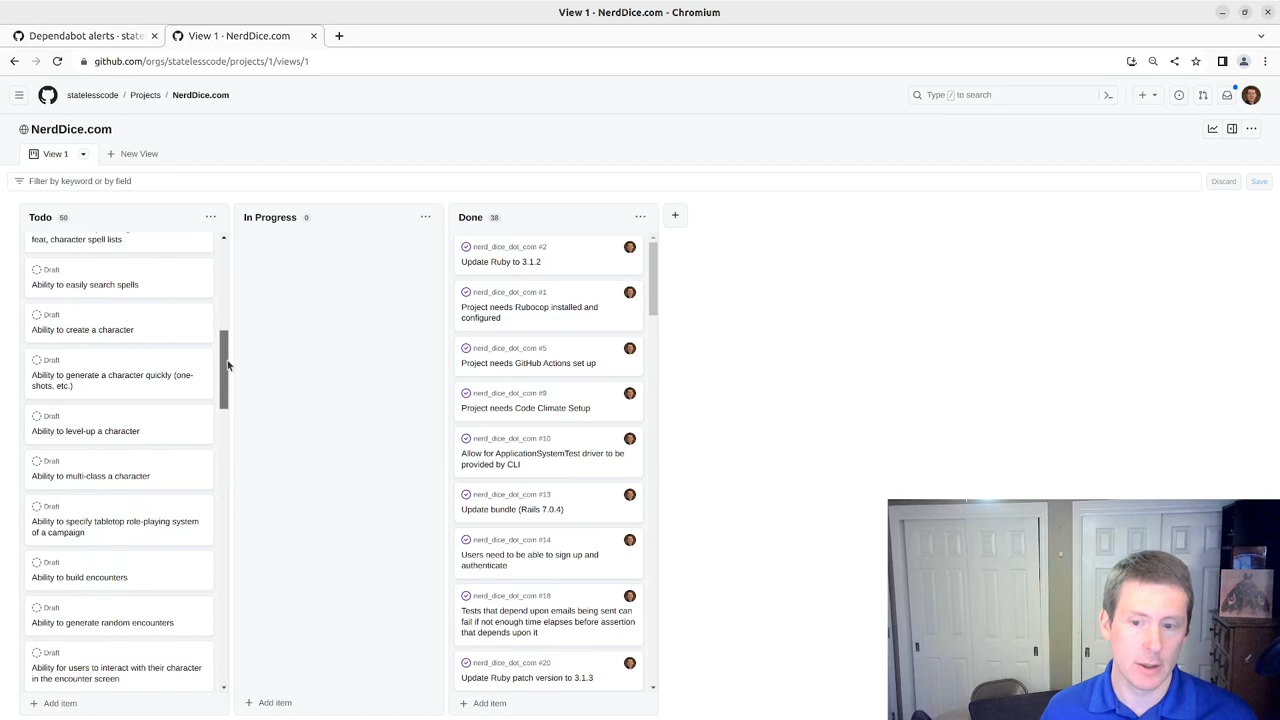 View 1 · NerdDice.com - Chromium
Dependabot alerts · state
View 1 · NerdDice.com
github.com/orgs/statelesscode/projects/1/views/1
statelesscode / Projects / NerdDice.com
Type / to search
NerdDice.com
View 1
New View
Filter by keyword or by field
Discard
Save
Todo 50
feat, character spell lists
Draft
Ability to easily search spells
Draft
Ability to create a character
Draft
Ability to generate a character quickly (one-
shots, etc.)
Draft
Ability to level-up a character
Draft
Ability to multi-class a character
Draft
Ability to specify tabletop role-playing system
of a campaign
Draft
Ability to build encounters
Draft
Ability to generate random encounters
Draft
Ability for users to interact with their character
in the encounter screen
Add item
In Progress 0
Add item
Done 38
nerd_dice_dot_com #2
Update Ruby to 3.1.2
nerd_dice_dot_com #1
Project needs Rubocop installed and
configured
nerd_dice_dot_com #5
Project needs GitHub Actions set up
nerd_dice_dot_com #9
Project needs Code Climate Setup
nerd_dice_dot_com #10
Allow for ApplicationSystemTest driver to be
provided by CLI
nerd_dice_dot_com #13
Update bundle (Rails 7.0.4)
nerd_dice_dot_com #14
Users need to be able to sign up and
authenticate
nerd_dice_dot_com #18
Tests that depend upon emails being sent can
fail if not enough time elapses before assertion
that depends upon it
nerd_dice_dot_com #20
Update Ruby patch version to 3.1.3
Add item